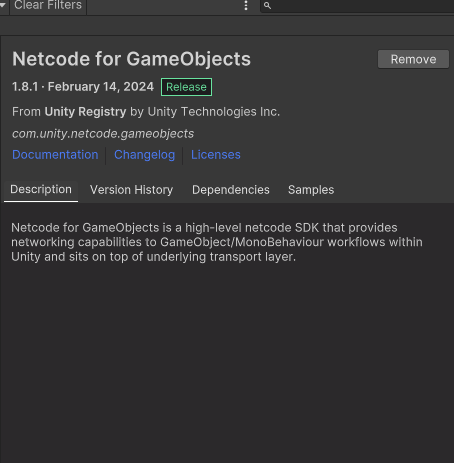 Clear Filters
Netcode for GameObjects
Remove
1.8.1 · February 14, 2024 Release
From Unity Registry by Unity Technologies Inc.
com.unity.netcode.gameobjects
Documentation Changelog Licenses
Description Version History Dependencies Samples
Netcode for GameObjects is a high-level netcode SDK that provides
networking capabilities to GameObject/MonoBehaviour workflows within
Unity and sits on top of underlying transport layer.